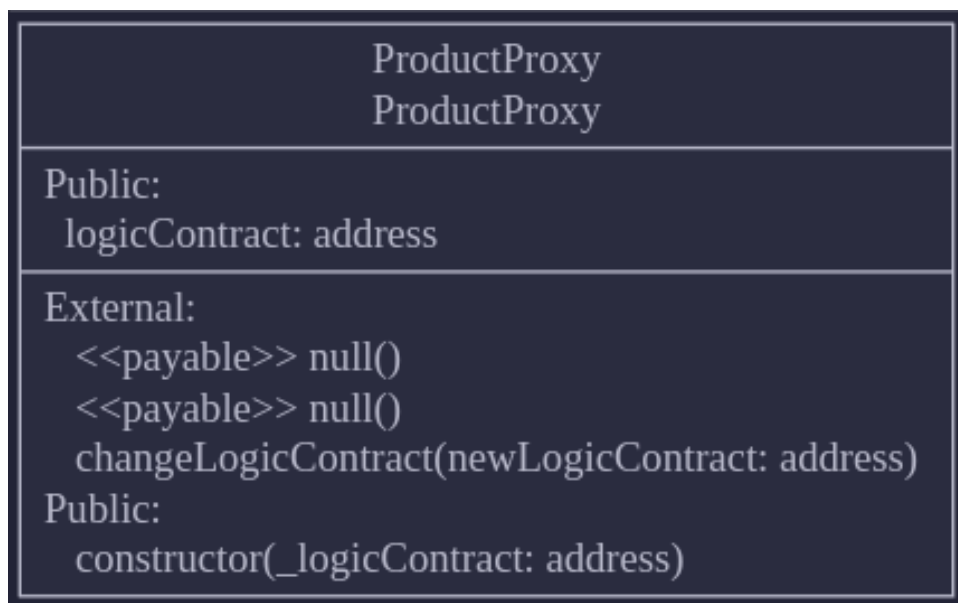 ProductProxy
ProductProxy
Public:
logicContract: address
External:
<<payable>> null()
<<payable>> null()
changeLogicContract(newLogicContract: address)
Public:
constructor(_logicContract: address)